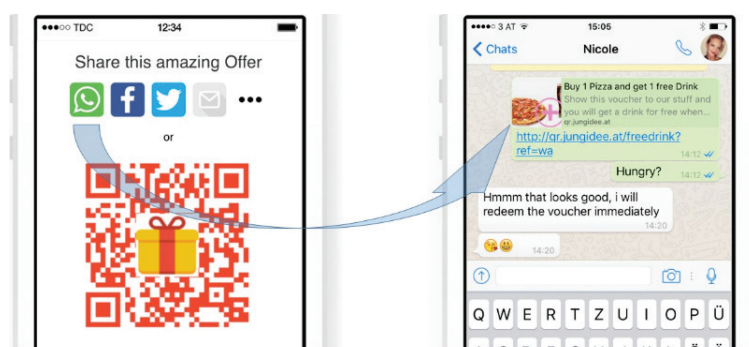 TDC 12:34
Share this amazing Offer
or
3 AT 15:05
Chats Nicole
Buy 1 Pizza and get 1 free Drink
Show this voucher to our stuff and
you will get a drink for free when...
qr.jungidee.at
http://qr.jungidee.at/freedrink?
ref=wa
14:12
Hungry? 14:12
Hmmm that looks good, i will
redeem the voucher immediately
14:20
14:20
Q W E R T Z U I O P Ü